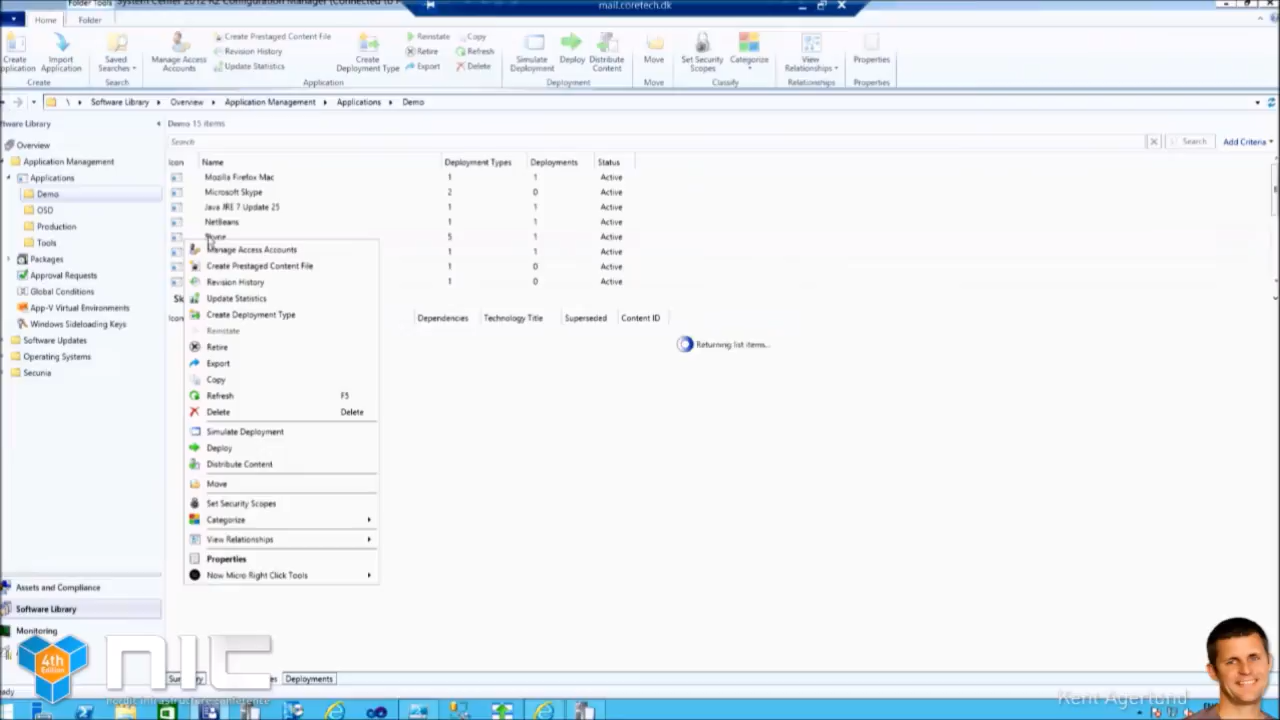 Folder Tools
System Center 2012 R2 Configuration Manager (Connected to
mail.coretech.dk
Home Folder
Create Application
Import Application
Saved Searches
Manage Access Accounts
Create Prestaged Content File
Revision History
Update Statistics
Create Deployment Type
Reinstate
Retire
Export
Copy
Refresh
Delete
Simulate Deployment
Deploy
Distribute Content
Move
Set Security Scopes
Categorize
View Relationships
Properties
Create Search Application Deployment Move Classify Relationships Properties
\ Software Library Overview Application Management Applications Demo
ftware Library
Demo 15 items
Search
Search
Add Criteria
Overview
Application Management
Applications
Demo
OSD
Production
Tools
Packages
Approval Requests
Global Conditions
App-V Virtual Environments
Windows Sideloading Keys
Software Updates
Operating Systems
Secunia
Icon Name Deployment Types Deployments Status
Mozilla Firefox Mac 1 1 Active
Microsoft Skype 2 0 Active
Java JRE 7 Update 25 1 1 Active
NetBeans 1 1 Active
Skype 5 1 Active
1 1 Active
1 0 Active
1 0 Active
Sk
Icon Dependencies Technology Title Superseded Content ID
Returning list items...
Manage Access Accounts
Create Prestaged Content File
Revision History
Update Statistics
Create Deployment Type
Reinstate
Retire
Export
Copy
Refresh F5
Delete Delete
Simulate Deployment
Deploy
Distribute Content
Move
Set Security Scopes
Categorize
View Relationships
Properties
Now Micro Right Click Tools
Assets and Compliance
Software Library
Monitoring
Deployments
4th Edition
NIC
nordic infrastructure conference
Kent Agerlund